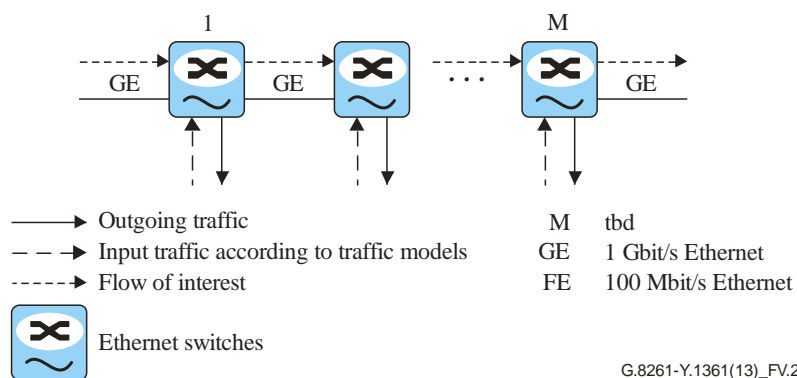 1
M
GE
GE
. . .
GE
Outgoing traffic
M tbd
Input traffic according to traffic models
GE 1 Gbit/s Ethernet
Flow of interest
FE 100 Mbit/s Ethernet
Ethernet switches
G.8261-Y.1361(13)_FV.2